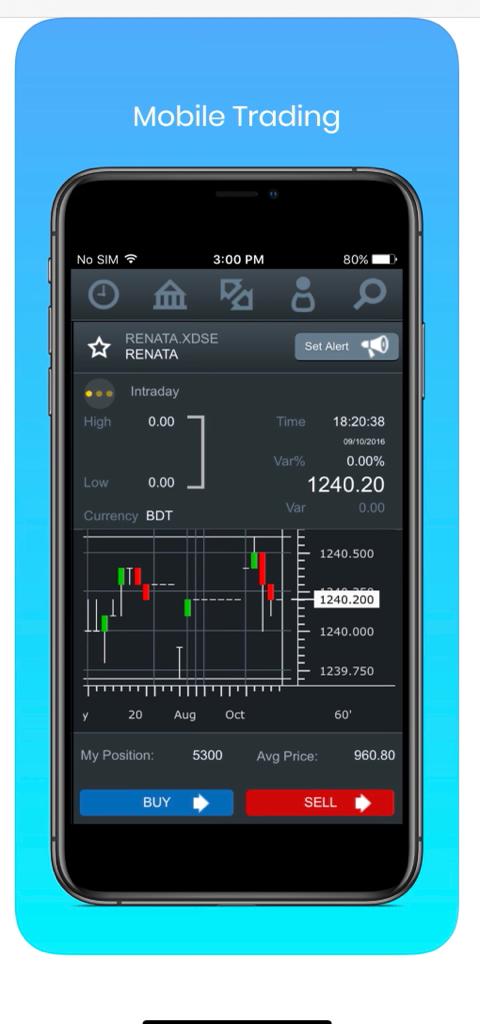 Mobile Trading
No SIM 3:00 PM 80%
RENATA.XDSE
RENATA
Set Alert
Intraday
High 0.00 Time 18:20:38
09/10/2016
Var% 0.00%
1240.20
Low 0.00
Var 0.00
Currency BDT
1240.500
1240.200
1240.000
1239.750
y 20 Aug Oct 60'
My Position: 5300 Avg Price: 960.80
BUY SELL